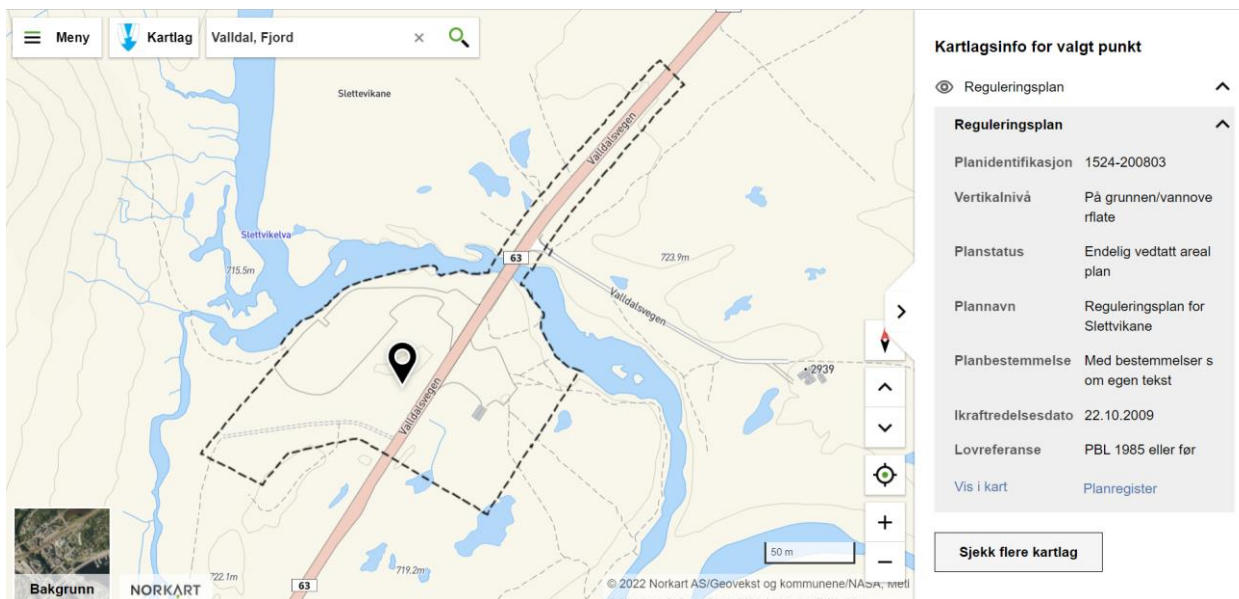 Meny
Kartlag
Valldal, Fjord
×
Slettevikane
Valldalsvegen
Slettvikelva
715.5m
63
723.9m
Valldalsvegen
2939
Valldalsvegen
50 m
722.1m
63
719.2m
Bakgrunn
NORKART
© 2022 Norkart AS/Geovekst og kommunene/NASA, Meti
Kartlagsinfo for valgt punkt
Reguleringsplan
Reguleringsplan
Planidentifikasjon 1524-200803
Vertikalnivå På grunnen/vannove
rflate
Planstatus Endelig vedtatt areal
plan
Plannavn Reguleringsplan for
Slettvikane
Planbestemmelse Med bestemmelser s
om egen tekst
Ikraftredelsesdato 22.10.2009
Lovreferanse PBL 1985 eller før
Vis i kart Planregister
Sjekk flere kartlag